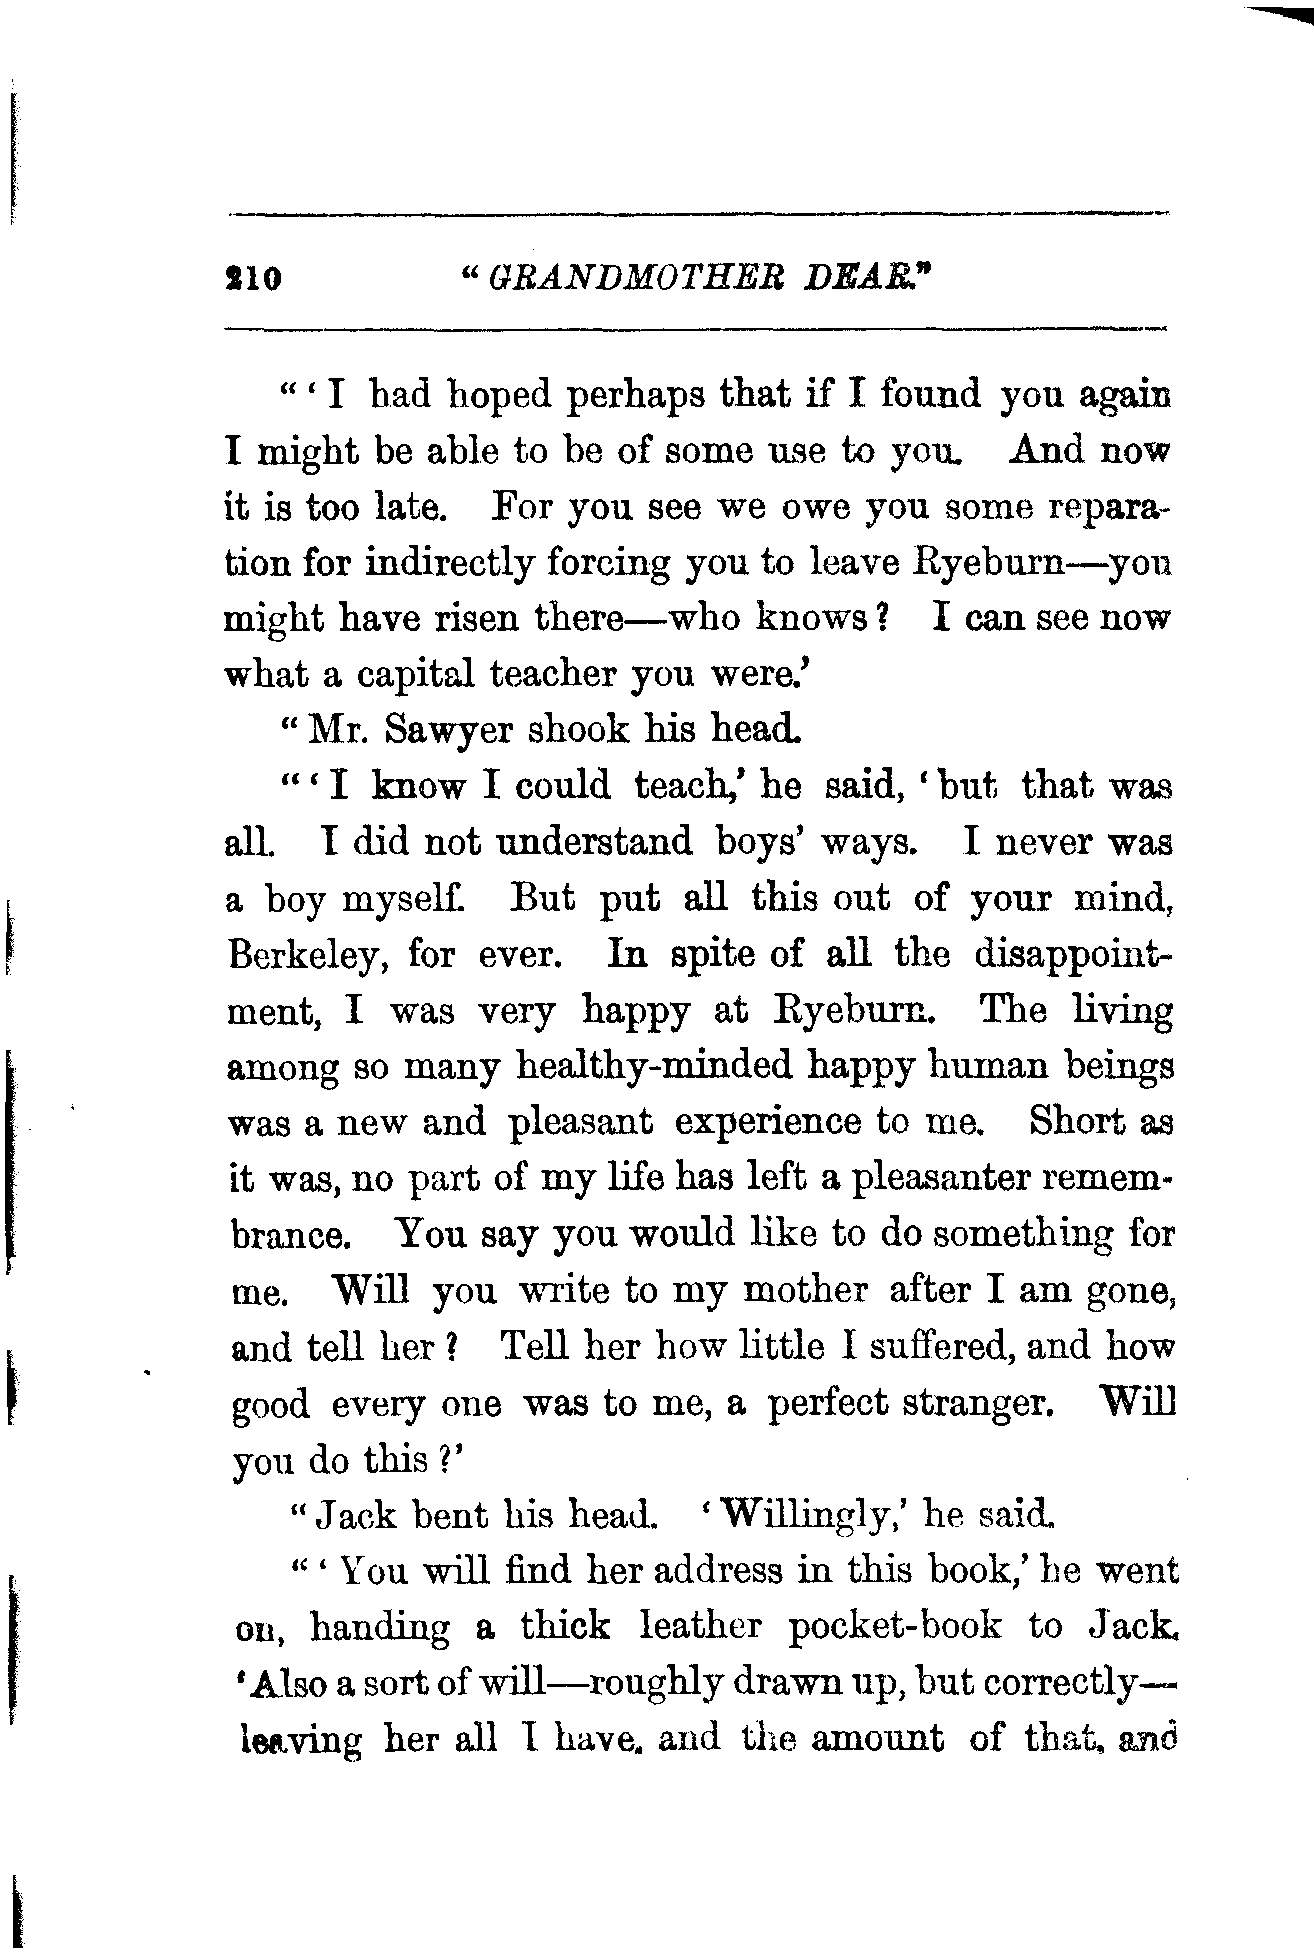 210 "GRANDMOTHER DEAR."
"'I had hoped perhaps that if I found you again
I might be able to be of some use to you. And now
it is too late. For you see we owe you some repara-
tion for indirectly forcing you to leave Ryeburn—you
might have risen there—who knows? I can see now
what a capital teacher you were.'
"Mr. Sawyer shook his head.
"'I know I could teach,' he said, 'but that was
all. I did not understand boys' ways. I never was
a boy myself. But put all this out of your mind,
Berkeley, for ever. In spite of all the disappoint-
ment, I was very happy at Ryeburn. The living
among so many healthy-minded happy human beings
was a new and pleasant experience to me. Short as
it was, no part of my life has left a pleasanter remem-
brance. You say you would like to do something for
me. Will you write to my mother after I am gone,
and tell her? Tell her how little I suffered, and how
good every one was to me, a perfect stranger. Will
you do this?'
"Jack bent his head. 'Willingly,' he said.
"'You will find her address in this book,' he went
on, handing a thick leather pocket-book to Jack.
'Also a sort of will—roughly drawn up, but correctly—
leaving her all I have, and the amount of that, and